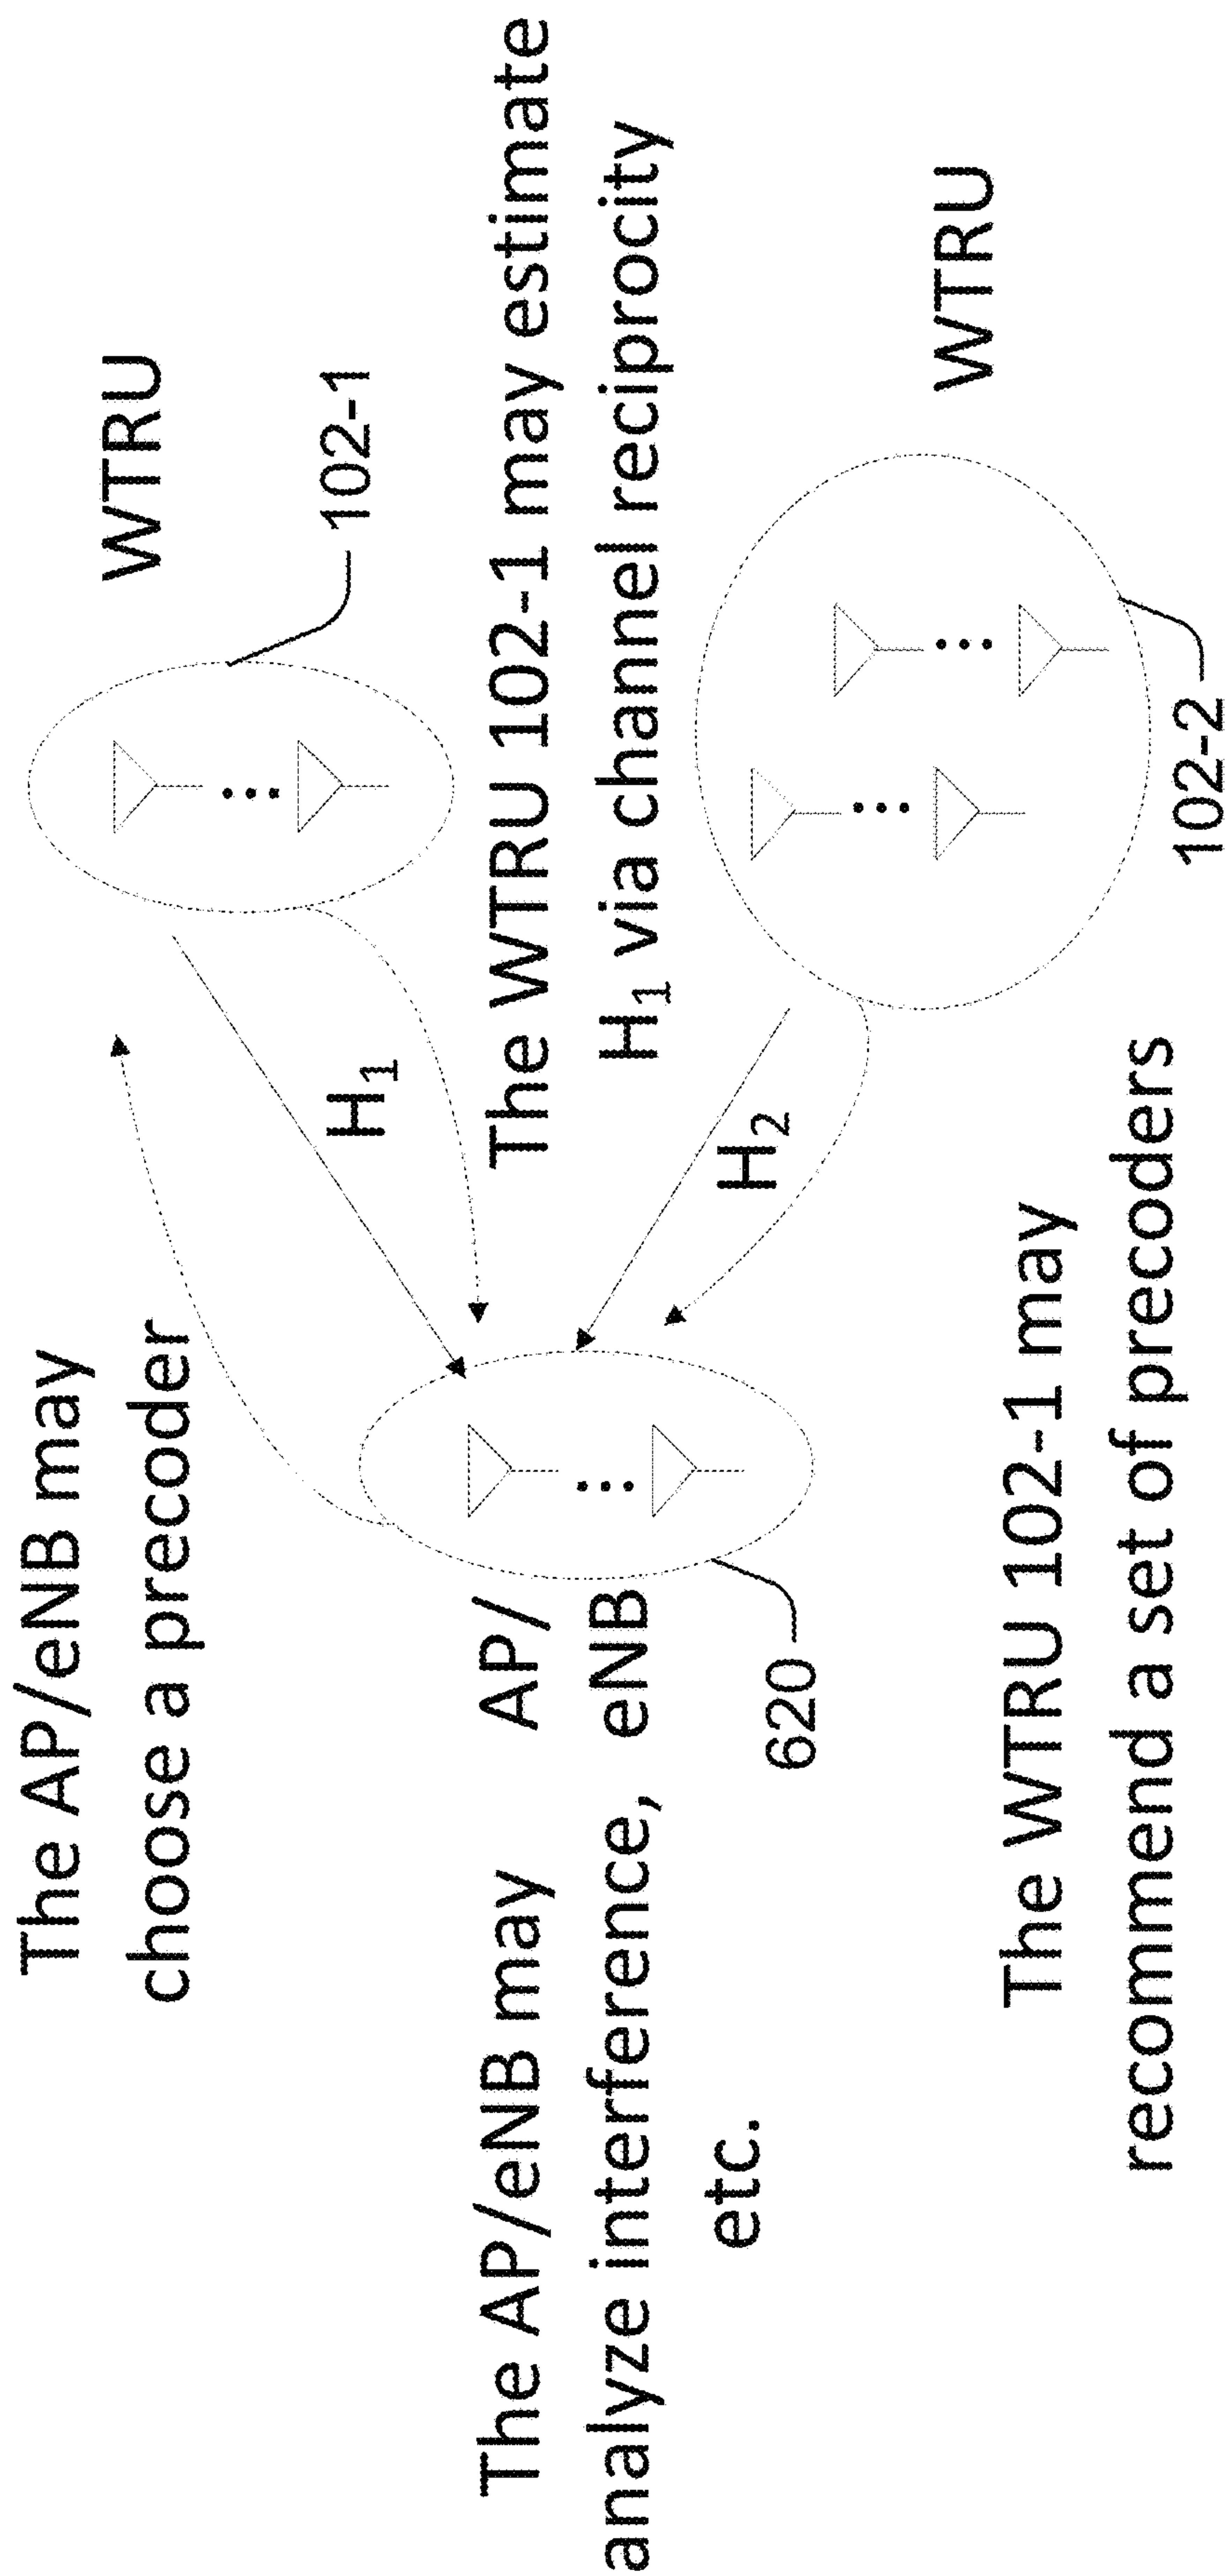 The AP/eNB may
choose a precoder
WTRU
102-1
H1
The AP/eNB may
analyze interference,
etc.
AP/
eNB
620
The WTRU 102-1 may estimate
H1 via channel reciprocity
H2
WTRU
102-2
The WTRU 102-1 may
recommend a set of precoders